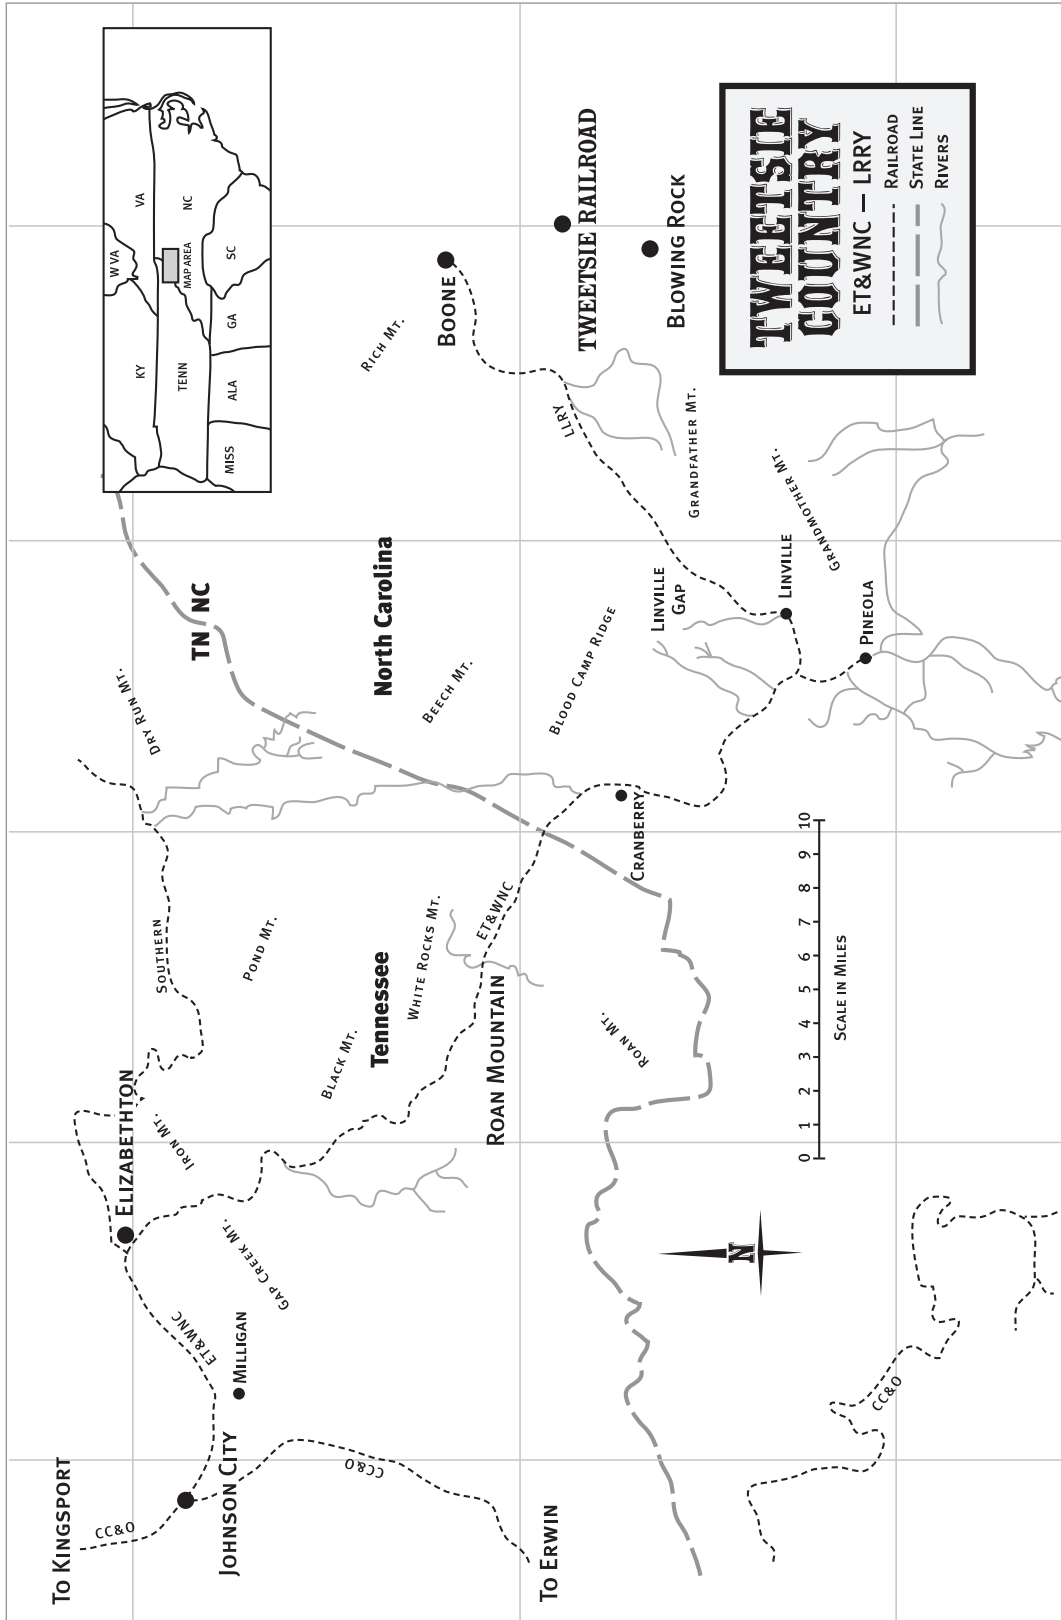 VA
W VA
NC
MAP AREA
SC
KY
TENN
GA
ALA
MISS
TWEETSIE
COUNTRY
ET&WNC — LRRY
RAILROAD
STATE LINE
RIVERS
To KINGSPORT
CC&O
JOHNSON CITY
ET&WNC
MILLIGAN
GAP CREEK MT.
ELIZABETHTON
IRON MT.
SOUTHERN
POND MT.
DRY RUN MT.
TN NC
BLACK MT.
Tennessee
WHITE ROCKS MT.
ET&WNC
ROAN MOUNTAIN
ROAN MT.
North Carolina
BEECH MT.
BLOOD CAMP RIDGE
RICH MT.
BOONE
TWEETSIE RAILROAD
BLOWING ROCK
LLRY
GRANDFATHER MT.
GRANDMOTHER MT.
LINVILLE
GAP
LINVILLE
PINEOLA
CRANBERRY
CC&O
To ERWIN
CC&O
N
0 1 2 3 4 5 6 7 8 9 10
SCALE IN MILES